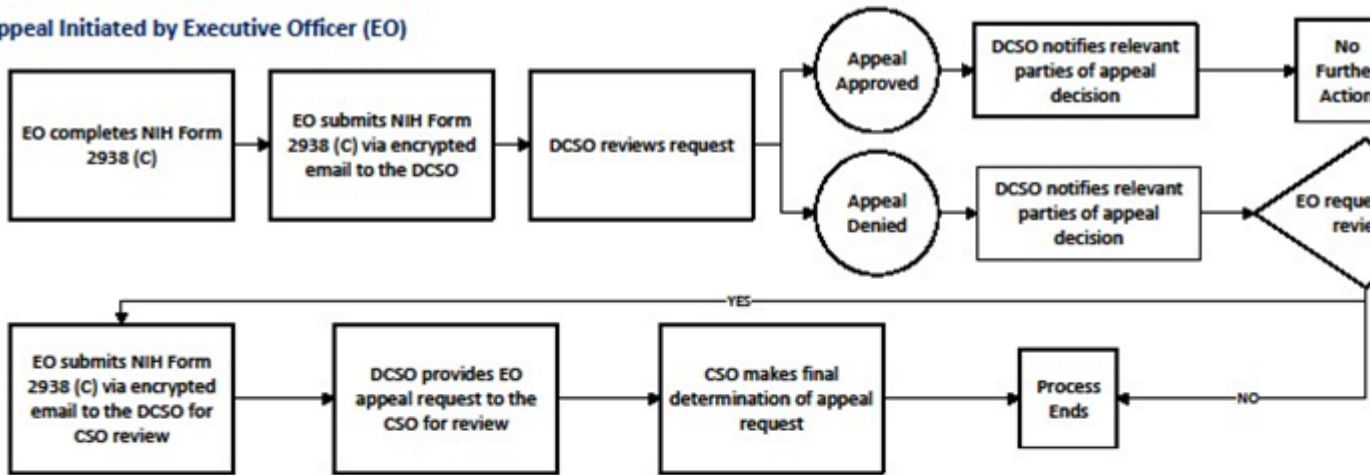 ppeal Initiated by Executive Officer (EO)
EO completes NIH Form
2938 (C)
EO submits NIH Form
2938 (C) via encrypted
email to the DCSO
DCSO reviews request
Appeal
Approved
DCSO notifies relevant
parties of appeal
decision
No
Furthe
Action
Appeal
Denied
DCSO notifies relevant
parties of appeal
decision
EO reque
revie
YES
EO submits NIH Form
2938 (C) via encrypted
email to the DCSO for
CSO review
DCSO provides EO
appeal request to the
CSO for review
CSO makes final
determination of appeal
request
Process
Ends
NO